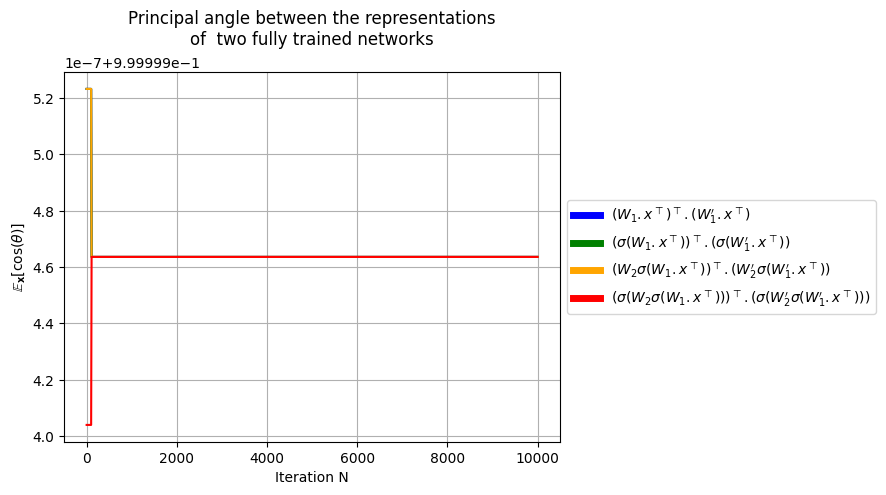 Principal angle between the representations
of  two fully trained networks
1e−7+9.99999e−1
5.2
5.0
4.8
4.6
4.4
4.2
4.0
𝔼ₓ[cos(θ)]
0 2000 4000 6000 8000 10000
Iteration N
(W₁.x^⊤)^⊤.(W₁′.x^⊤)
(σ(W₁.x^⊤))^⊤.(σ(W₁′.x^⊤))
(W₂σ(W₁.x^⊤))^⊤.(W₂′σ(W₁′.x^⊤))
(σ(W₂σ(W₁.x^⊤)))^⊤.(σ(W₂′σ(W₁′.x^⊤)))